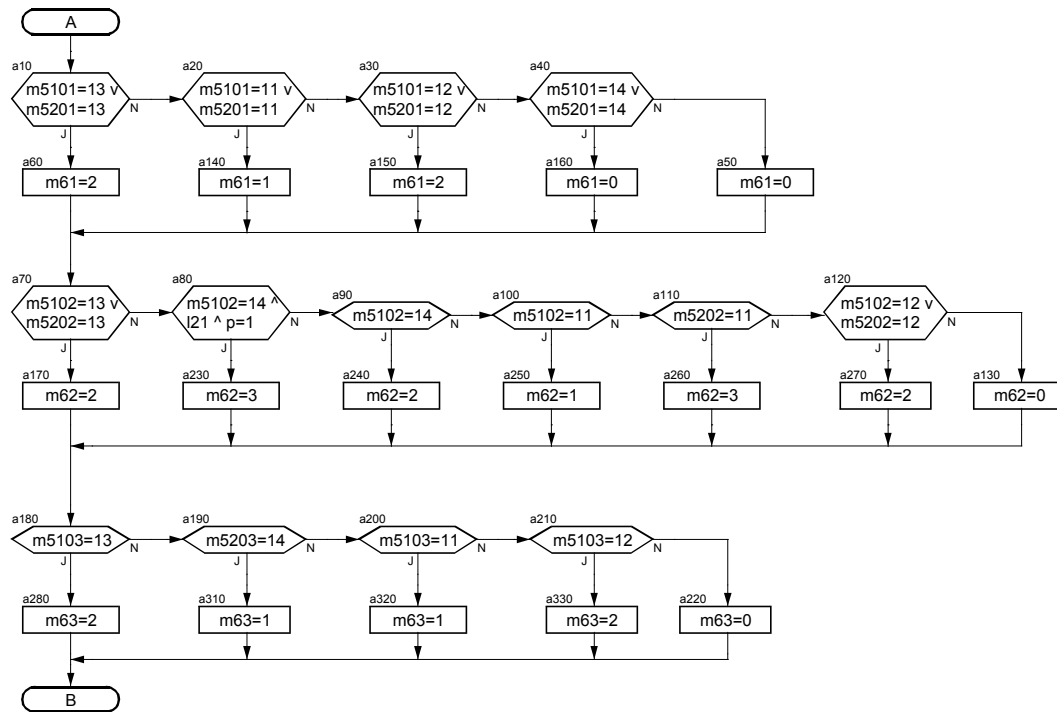 A
a10
m5101=13 v
m5201=13
J
N
a20
m5101=11 v
m5201=11
J
N
a30
m5101=12 v
m5201=12
J
N
a40
m5101=14 v
m5201=14
J
N
a60
m61=2
a140
m61=1
a150
m61=2
a160
m61=0
a50
m61=0
a70
m5102=13 v
m5202=13
J
N
a80
m5102=14 ^
l21 ^ p=1
J
N
a90
m5102=14
J
N
a100
m5102=11
J
N
a110
m5202=11
J
N
a120
m5102=12 v
m5202=12
J
N
a170
m62=2
a230
m62=3
a240
m62=2
a250
m62=1
a260
m62=3
a270
m62=2
a130
m62=0
a180
m5103=13
J
N
a190
m5203=14
J
N
a200
m5103=11
J
N
a210
m5103=12
J
N
a280
m63=2
a310
m63=1
a320
m63=1
a330
m63=2
a220
m63=0
B